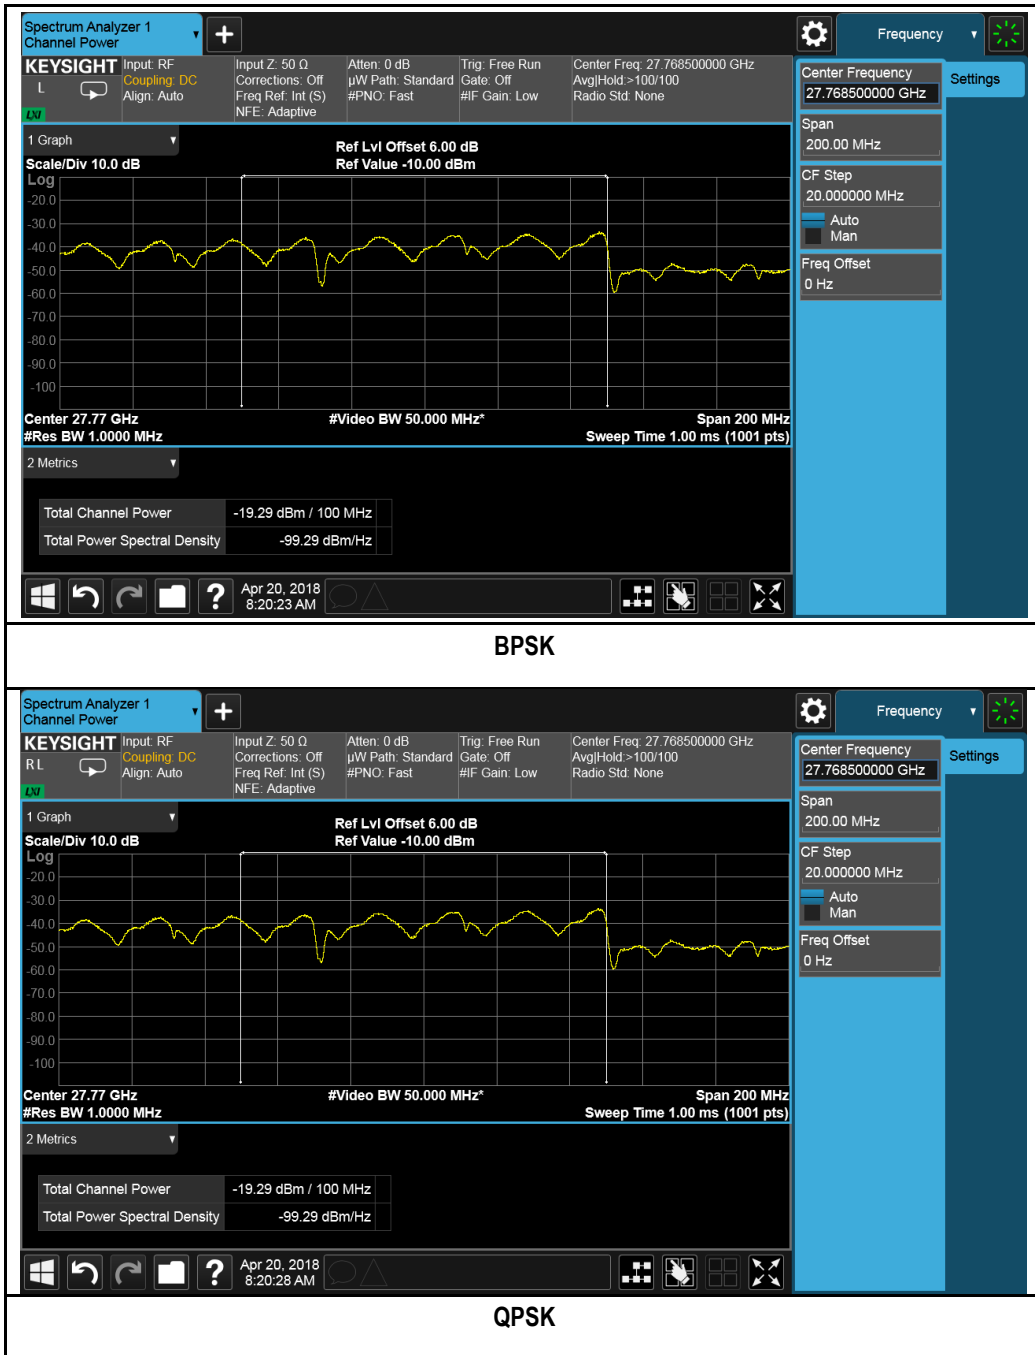 Spectrum Analyzer 1
Channel Power
Frequency
KEYSIGHT
L
LXI
Input: RF
Coupling: DC
Align: Auto
Input Z: 50 Ω
Corrections: Off
Freq Ref: Int (S)
NFE: Adaptive
Atten: 0 dB
µW Path: Standard
#PNO: Fast
Trig: Free Run
Gate: Off
#IF Gain: Low
Center Freq: 27.768500000 GHz
Avg|Hold:>100/100
Radio Std: None
Center Frequency
27.768500000 GHz
Settings
Span
200.00 MHz
CF Step
20.000000 MHz
Auto
Man
Freq Offset
0 Hz
1 Graph
Scale/Div 10.0 dB
Ref Lvl Offset 6.00 dB
Ref Value -10.00 dBm
Log
-20.0
-30.0
-40.0
-50.0
-60.0
-70.0
-80.0
-90.0
-100
Center 27.77 GHz
#Video BW 50.000 MHz*
Span 200 MHz
#Res BW 1.0000 MHz
Sweep Time 1.00 ms (1001 pts)
2 Metrics
Total Channel Power -19.29 dBm / 100 MHz
Total Power Spectral Density -99.29 dBm/Hz
?
Apr 20, 2018
8:20:23 AM
BPSK
Spectrum Analyzer 1
Channel Power
Frequency
KEYSIGHT
R L
LXI
Input: RF
Coupling: DC
Align: Auto
Input Z: 50 Ω
Corrections: Off
Freq Ref: Int (S)
NFE: Adaptive
Atten: 0 dB
µW Path: Standard
#PNO: Fast
Trig: Free Run
Gate: Off
#IF Gain: Low
Center Freq: 27.768500000 GHz
Avg|Hold:>100/100
Radio Std: None
Center Frequency
27.768500000 GHz
Settings
Span
200.00 MHz
CF Step
20.000000 MHz
Auto
Man
Freq Offset
0 Hz
1 Graph
Scale/Div 10.0 dB
Ref Lvl Offset 6.00 dB
Ref Value -10.00 dBm
Log
-20.0
-30.0
-40.0
-50.0
-60.0
-70.0
-80.0
-90.0
-100
Center 27.77 GHz
#Video BW 50.000 MHz*
Span 200 MHz
#Res BW 1.0000 MHz
Sweep Time 1.00 ms (1001 pts)
2 Metrics
Total Channel Power -19.29 dBm / 100 MHz
Total Power Spectral Density -99.29 dBm/Hz
?
Apr 20, 2018
8:20:28 AM
QPSK